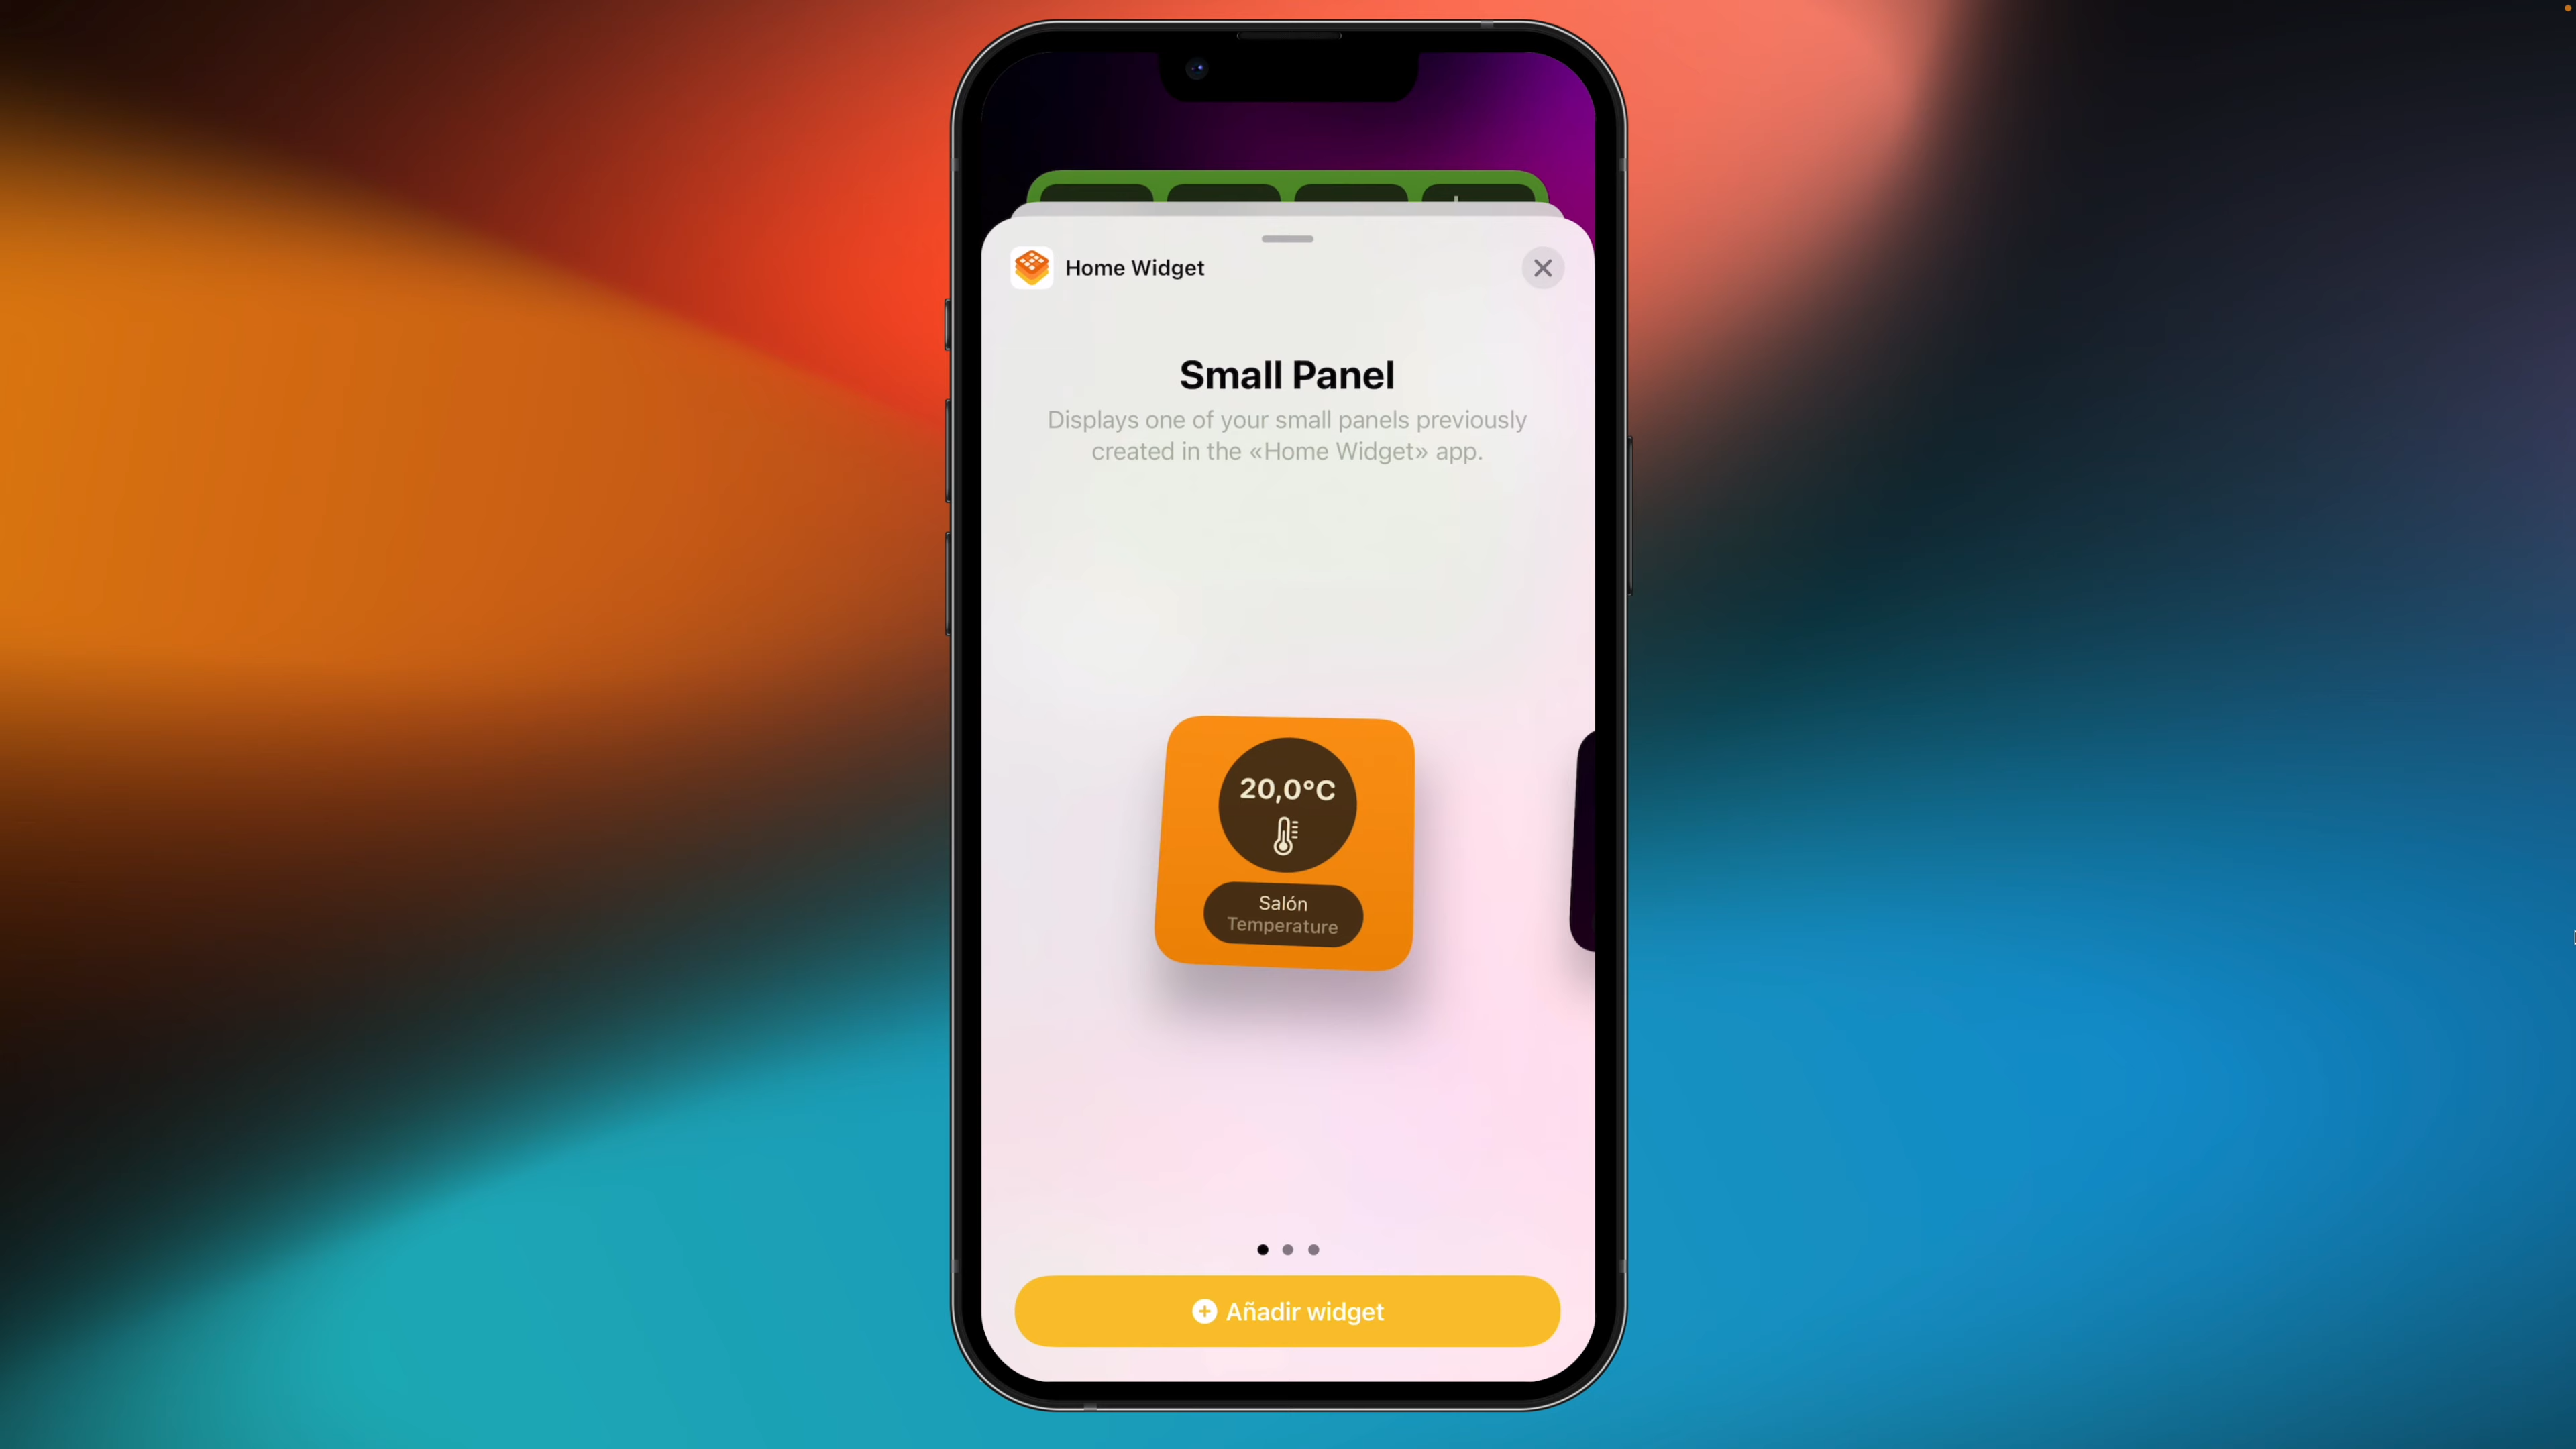 Home Widget
Small Panel
Displays one of your small panels previously
created in the «Home Widget» app.
20,0°C
Salón
Temperature
Añadir widget